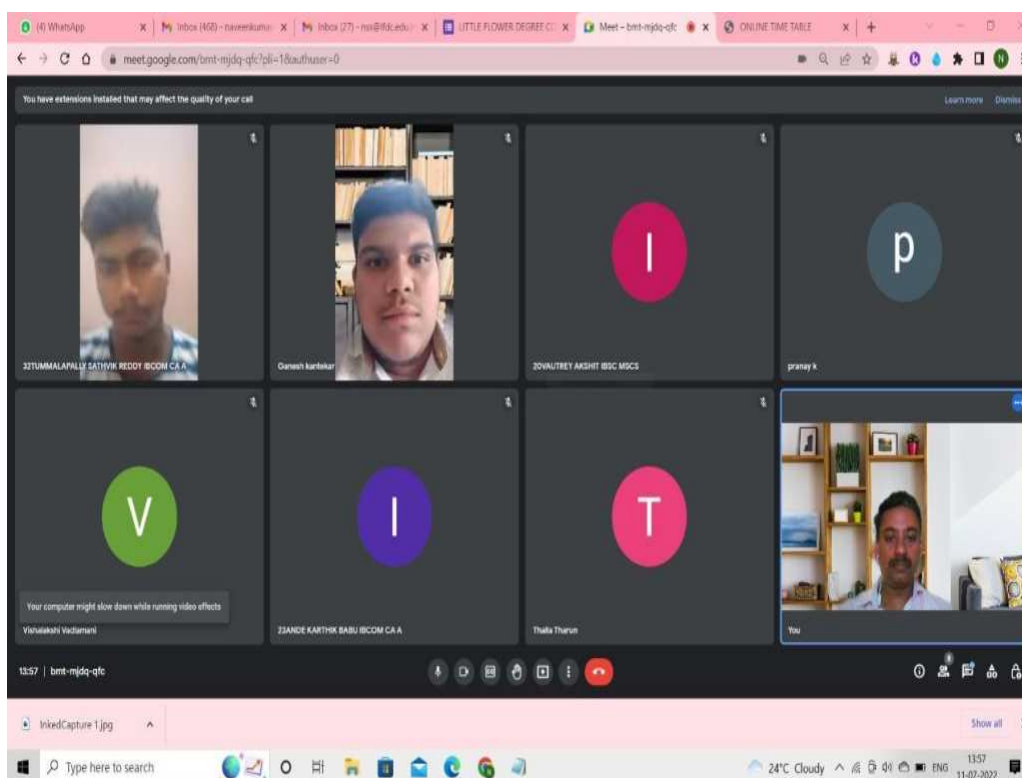 (4) WhatsApp
Inbox (468) - naveenkumar
Inbox (27) - nsn@lfdc.edu
LITTLE FLOWER DEGREE CO
Meet – bmt-mjdq-qfc
ONLINE TIME TABLE
meet.google.com/bmt-mjdq-qfc?pli=1&authuser=0
N
You have extensions installed that may affect the quality of your call
Learn more
Dismiss
I
p
32TUMMALAPALLY SATHVIK REDDY IBCOM CA A
Ganesh kantekar
20VAUTREY AKSHIT IBSC MSCS
pranay k
V
I
T
Your computer might slow down while running video effects
Vishalakshi Vadlamani
23ANDE KARTHIK BABU IBCOM CA A
Thalla Tharun
You
13:57 | bmt-mjdq-qfc
8
InkedCapture 1.jpg
Show all
Type here to search
24°C Cloudy
ENG
13:57
11-07-2022